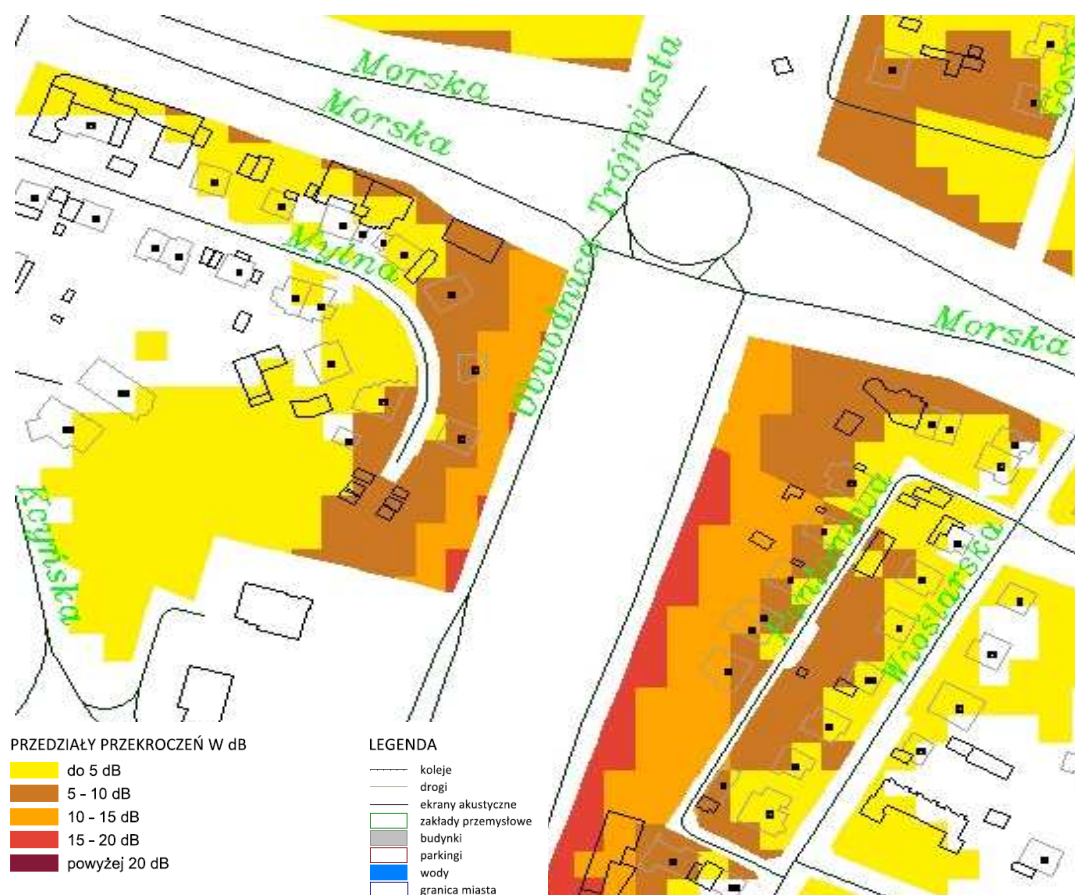 Morska
Morska
Trójmiasta
Obwodnica
Mylna
Morska
Kcyńska
Wioślarska
PRZEDZIAŁY PRZEKROCZEŃ W dB
do 5 dB
5 - 10 dB
10 - 15 dB
15 - 20 dB
powyżej 20 dB
LEGENDA
koleje
drogi
ekrany akustyczne
zakłady przemysłowe
budynki
parkingi
wody
granica miasta